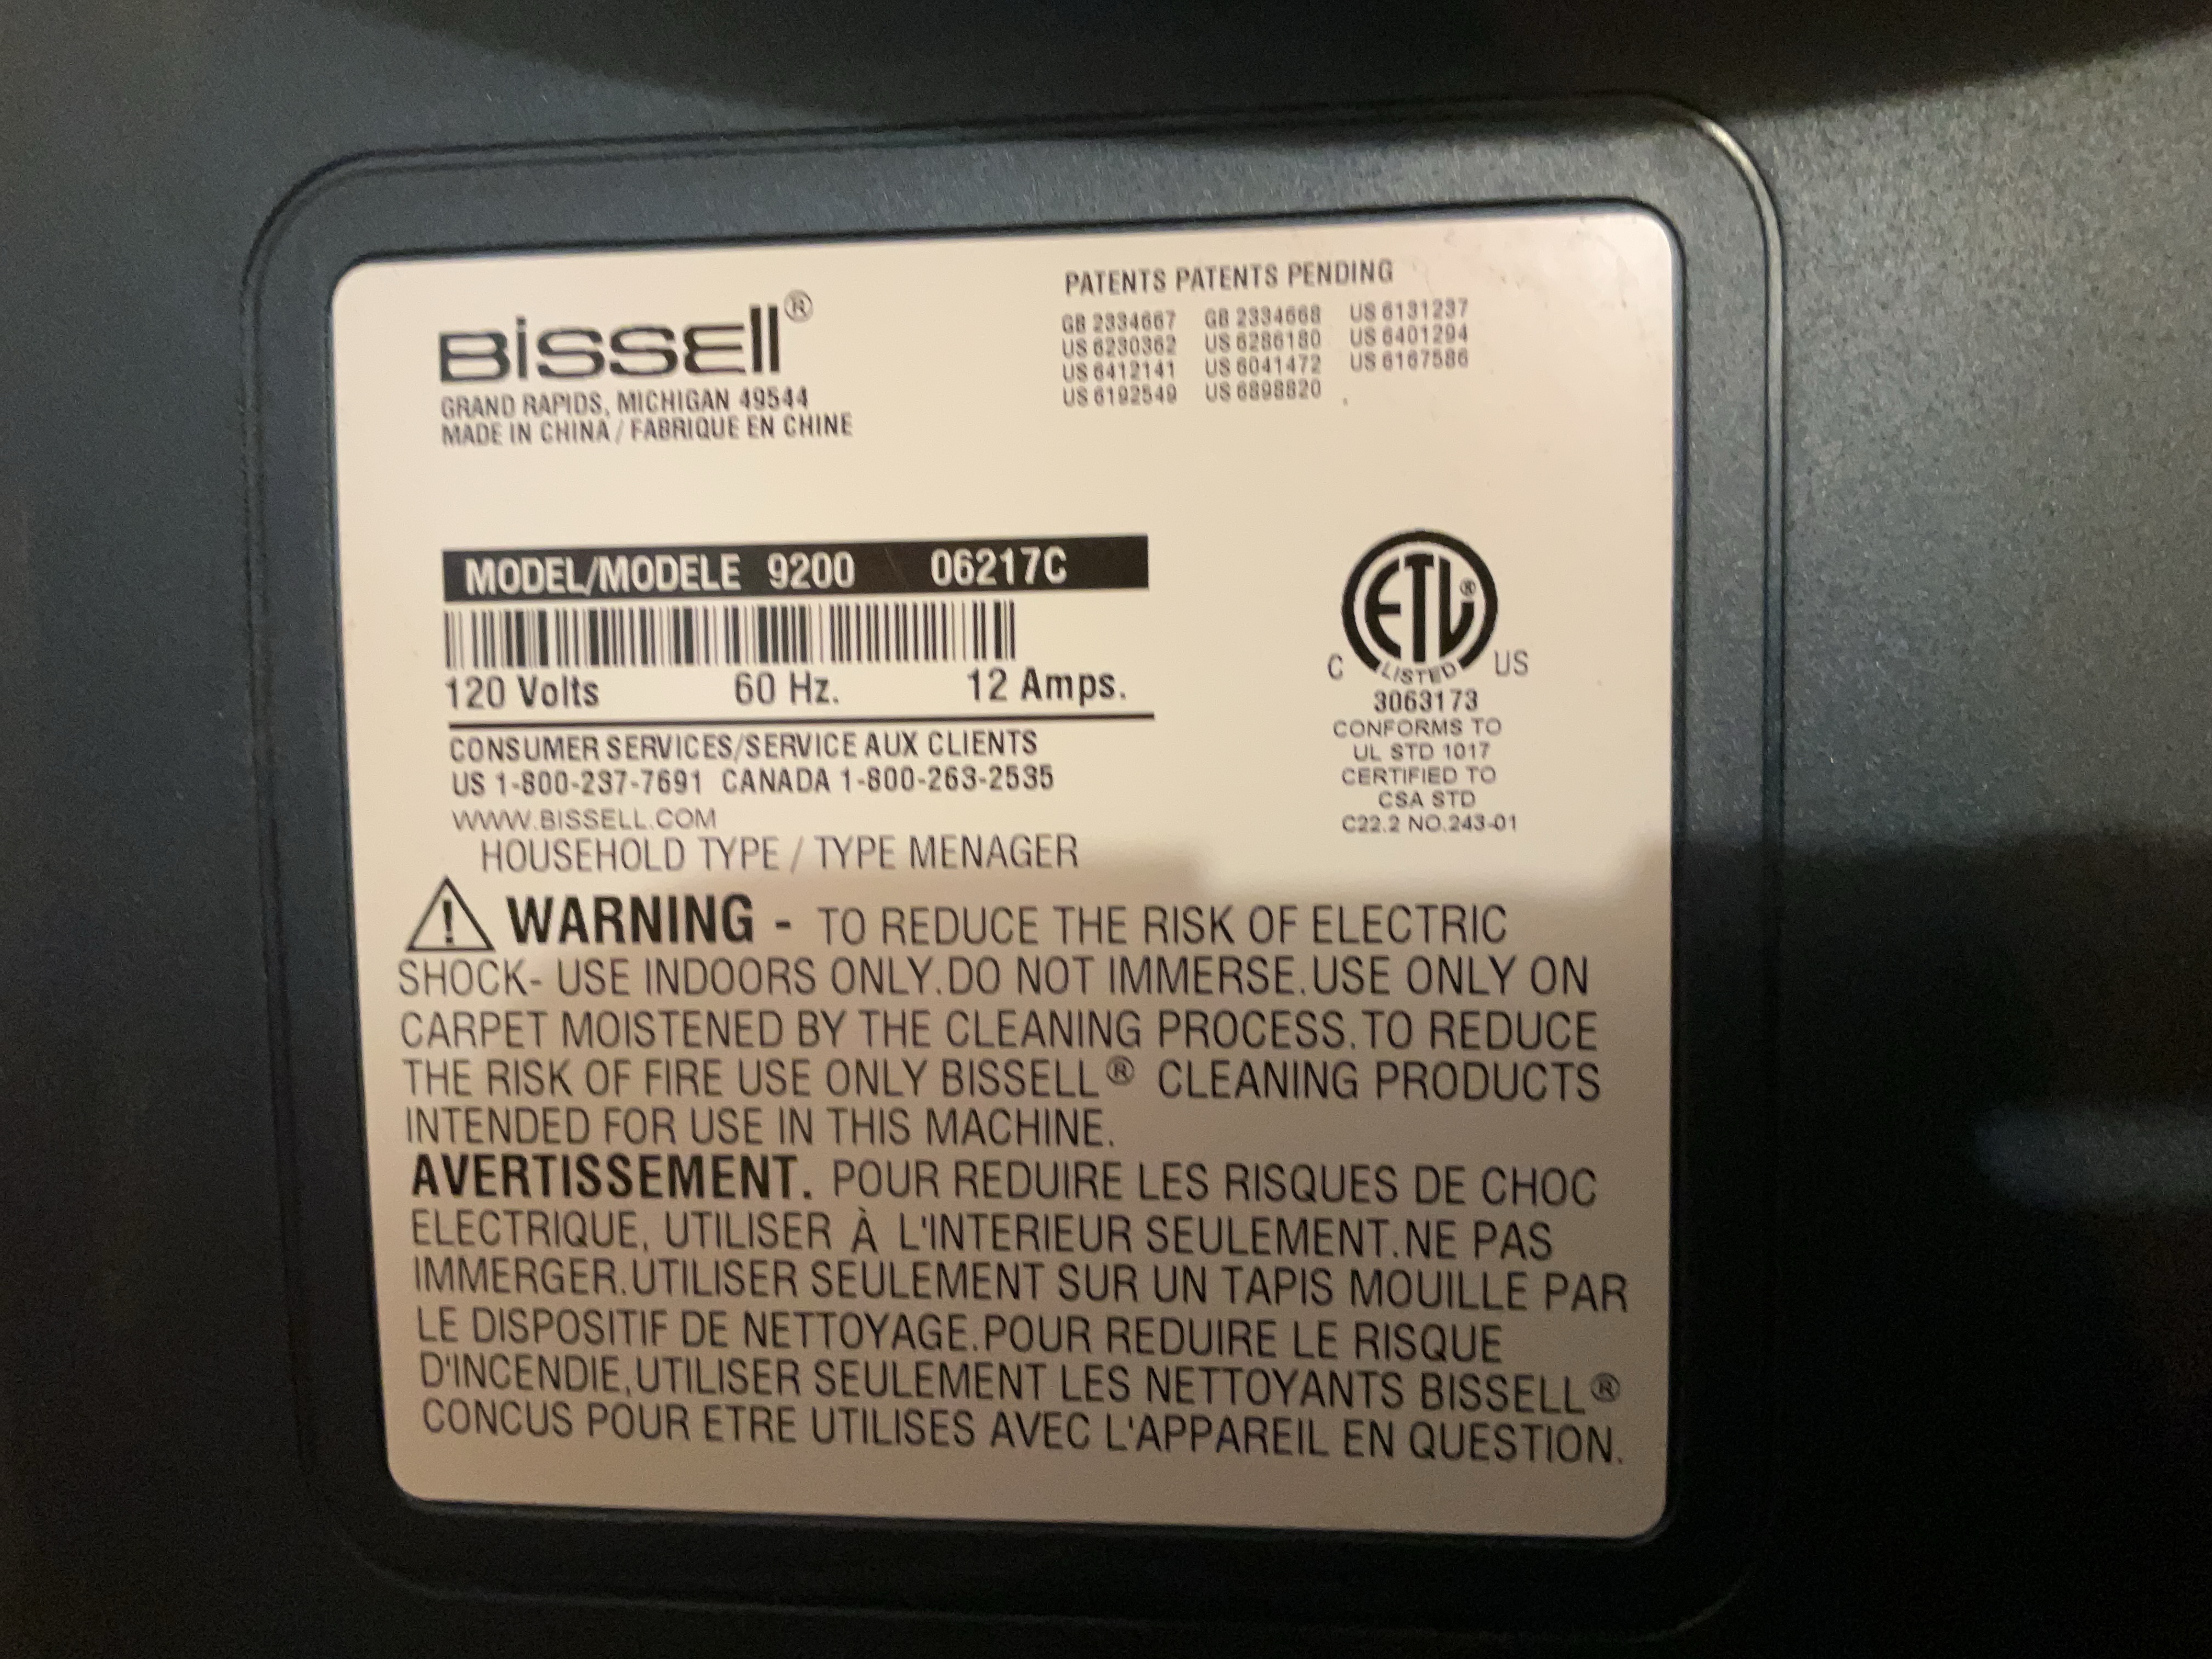 BISSELL®
GRAND RAPIDS, MICHIGAN 49544
MADE IN CHINA / FABRIQUE EN CHINE
PATENTS PATENTS PENDING
GB 2334667 GB 2334668 US 6131237
US 6230362 US 6286180 US 6401294
US 6412141 US 6041472 US 6167586
US 6192549 US 6898820
MODEL/MODELE 9200 06217C
120 Volts 60 Hz. 12 Amps.
CONSUMER SERVICES/SERVICE AUX CLIENTS
US 1-800-237-7691 CANADA 1-800-263-2535
WWW.BISSELL.COM
HOUSEHOLD TYPE / TYPE MENAGER
ETL®
C LISTED US
3063173
CONFORMS TO
UL STD 1017
CERTIFIED TO
CSA STD
C22.2 NO.243-01
! WARNING - TO REDUCE THE RISK OF ELECTRIC
SHOCK- USE INDOORS ONLY.DO NOT IMMERSE.USE ONLY ON
CARPET MOISTENED BY THE CLEANING PROCESS.TO REDUCE
THE RISK OF FIRE USE ONLY BISSELL® CLEANING PRODUCTS
INTENDED FOR USE IN THIS MACHINE.
AVERTISSEMENT. POUR REDUIRE LES RISQUES DE CHOC
ELECTRIQUE, UTILISER À L'INTERIEUR SEULEMENT.NE PAS
IMMERGER.UTILISER SEULEMENT SUR UN TAPIS MOUILLE PAR
LE DISPOSITIF DE NETTOYAGE.POUR REDUIRE LE RISQUE
D'INCENDIE,UTILISER SEULEMENT LES NETTOYANTS BISSELL®
CONCUS POUR ETRE UTILISES AVEC L'APPAREIL EN QUESTION.